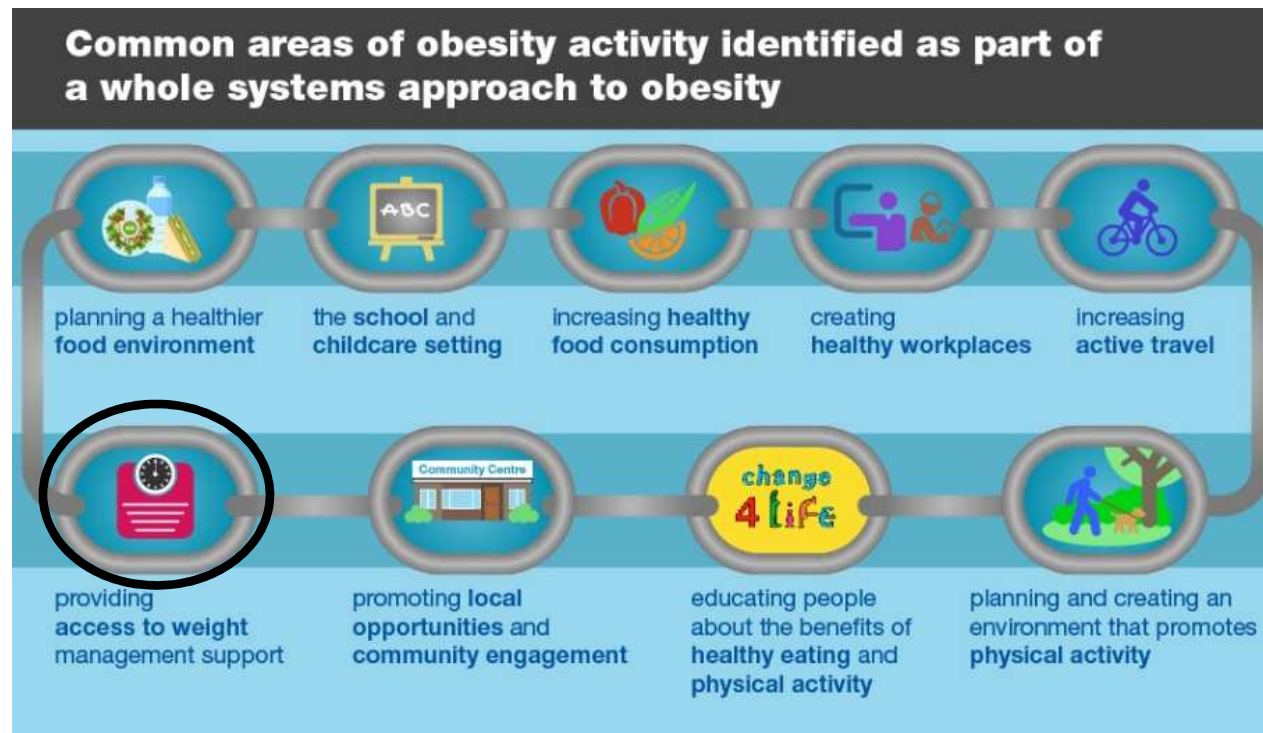 Common areas of obesity activity identified as part of
a whole systems approach to obesity
ABC
planning a healthier
food environment
the school and
childcare setting
increasing healthy
food consumption
creating
healthy workplaces
increasing
active travel
Community Centre
change
4 life
providing
access to weight
management support
promoting local
opportunities and
community engagement
educating people
about the benefits of
healthy eating and
physical activity
planning and creating an
environment that promotes
physical activity